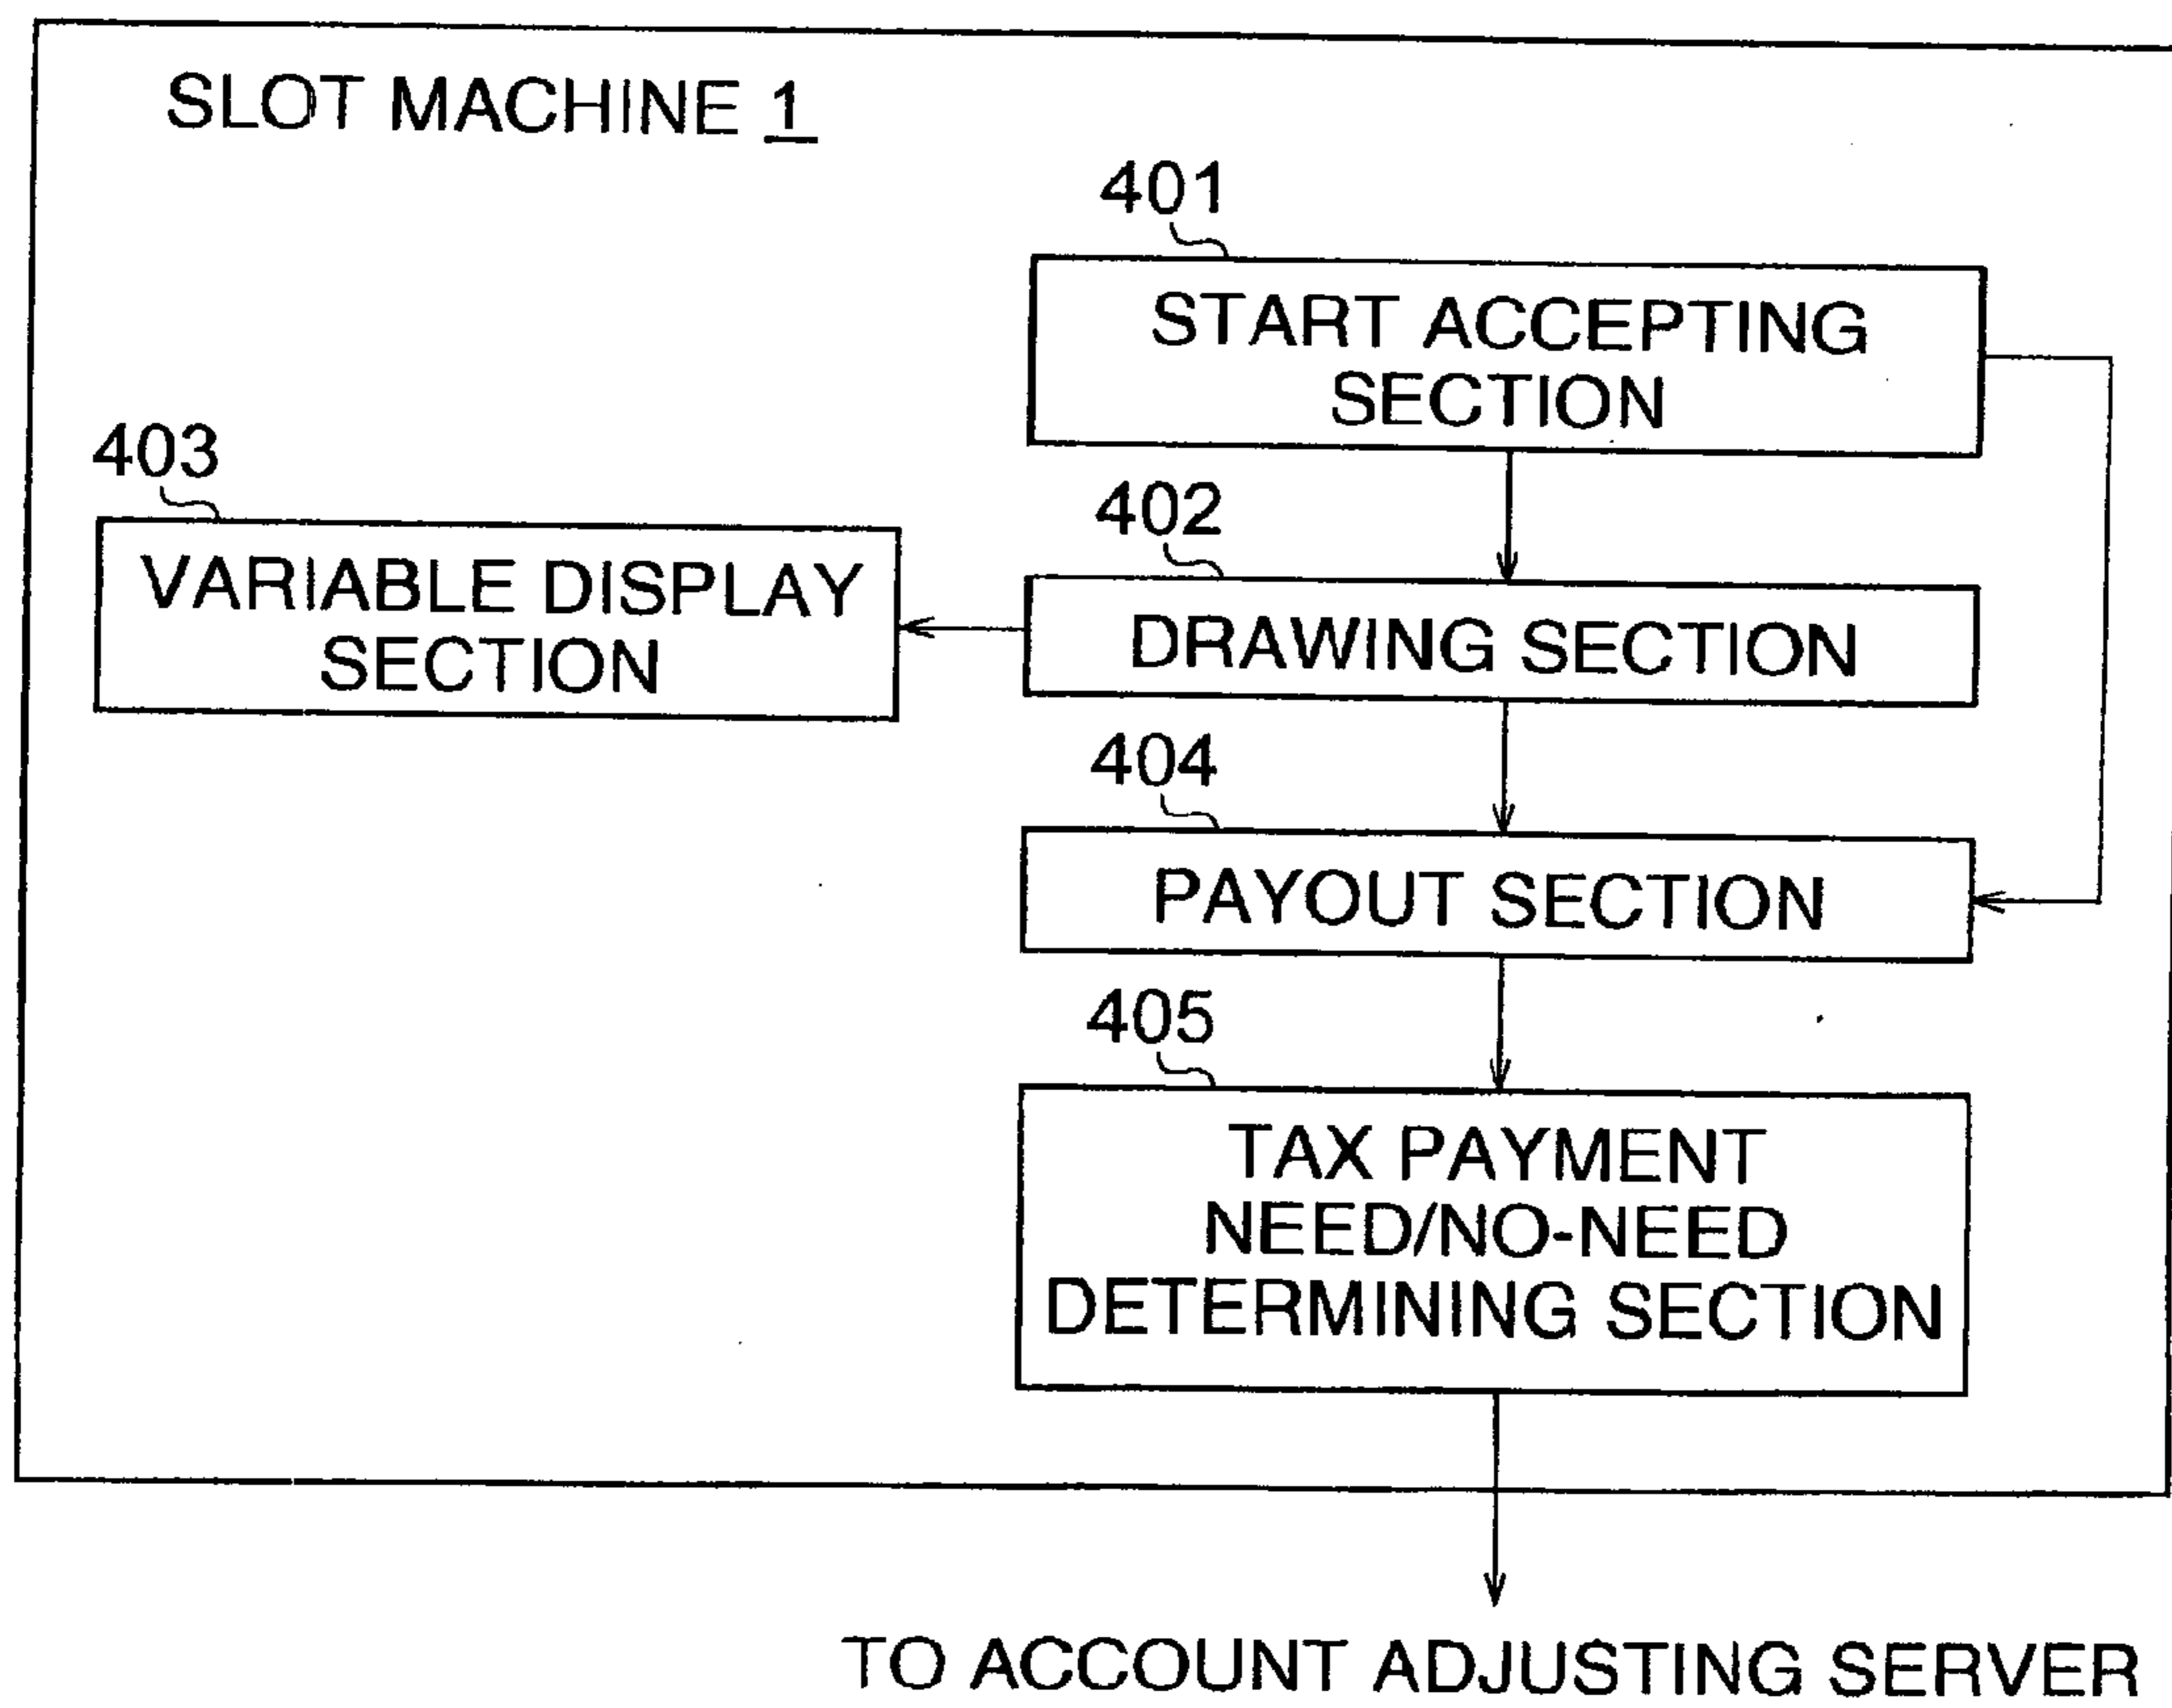 SLOT MACHINE 1
401
START ACCEPTING
SECTION
403
VARIABLE DISPLAY
SECTION
402
DRAWING SECTION
404
PAYOUT SECTION
405
TAX PAYMENT
NEED/NO-NEED
DETERMINING SECTION
TO ACCOUNT ADJUSTING SERVER